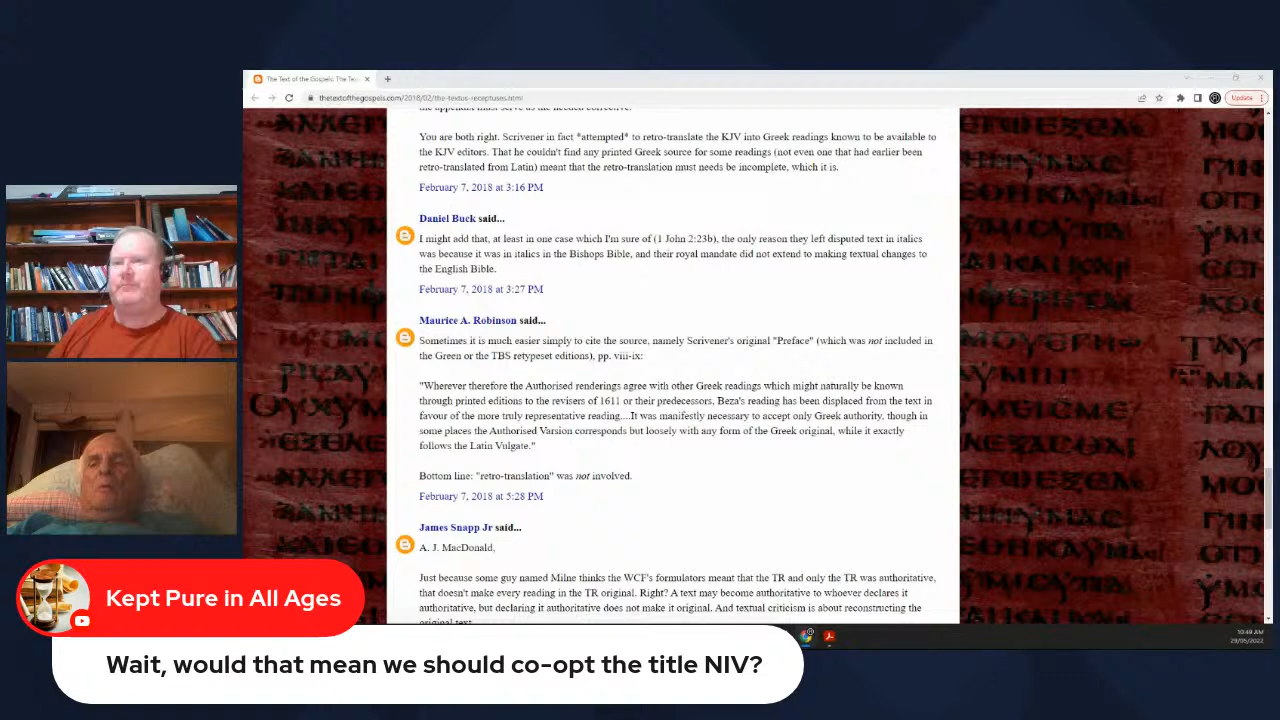 The Text of the Gospels: The Te
thetextofthegospels.com/2018/02/the-textus-receptuses.html
Update
the appendix must serve as the needed corrective.
You are both right. Scrivener in fact *attempted* to retro-translate the KJV into Greek readings known to be available to
the KJV editors. That he couldn't find any printed Greek source for some readings (not even one that had earlier been
retro-translated from Latin) meant that the retro-translation must needs be incomplete, which it is.
February 7, 2018 at 3:16 PM
Daniel Buck said...
I might add that, at least in one case which I'm sure of (1 John 2:23b), the only reason they left disputed text in italics
was because it was in italics in the Bishops Bible, and their royal mandate did not extend to making textual changes to
the English Bible.
February 7, 2018 at 3:27 PM
Maurice A. Robinson said...
Sometimes it is much easier simply to cite the source, namely Scrivener's original "Preface" (which was not included in
the Green or the TBS retypeset editions), pp. viii-ix:
"Wherever therefore the Authorised renderings agree with other Greek readings which might naturally be known
through printed editions to the revisers of 1611 or their predecessors, Beza's reading has been displaced from the text in
favour of the more truly representative reading....It was manifestly necessary to accept only Greek authority, though in
some places the Authorised Varsion corresponds but loosely with any form of the Greek original, while it exactly
follows the Latin Vulgate."
Bottom line: "retro-translation" was not involved.
February 7, 2018 at 5:28 PM
James Snapp Jr said...
A. J. MacDonald,
Just because some guy named Milne thinks the WCF's formulators meant that the TR and only the TR was authoritative,
that doesn't make every reading in the TR original. Right? A text may become authoritative to whoever declares it
authoritative, but declaring it authoritative does not make it original. And textual criticism is about reconstructing the
original text.
10:49 AM
29/05/2022
Kept Pure in All Ages
Wait, would that mean we should co-opt the title NIV?